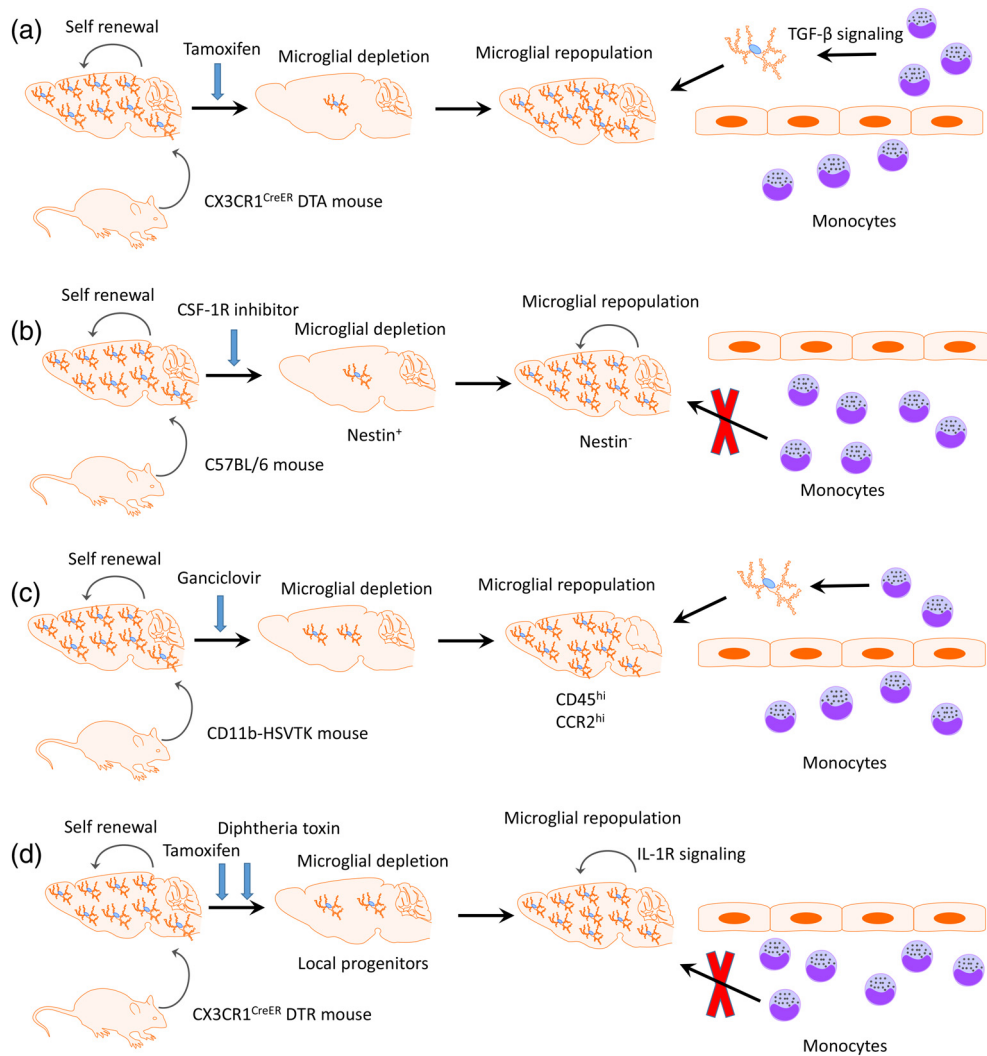 (a)
Self renewal
Tamoxifen
Microglial depletion
Microglial repopulation
TGF-β signaling
CX3CR1CreER DTA mouse
Monocytes
(b)
Self renewal
CSF-1R inhibitor
Microglial depletion
Microglial repopulation
Nestin+
Nestin-
C57BL/6 mouse
Monocytes
(c)
Self renewal
Ganciclovir
Microglial depletion
Microglial repopulation
CD45hi
CCR2hi
CD11b-HSVTK mouse
Monocytes
(d)
Self renewal
Diphtheria toxin
Tamoxifen
Microglial depletion
Microglial repopulation
IL-1R signaling
Local progenitors
CX3CR1CreER DTR mouse
Monocytes